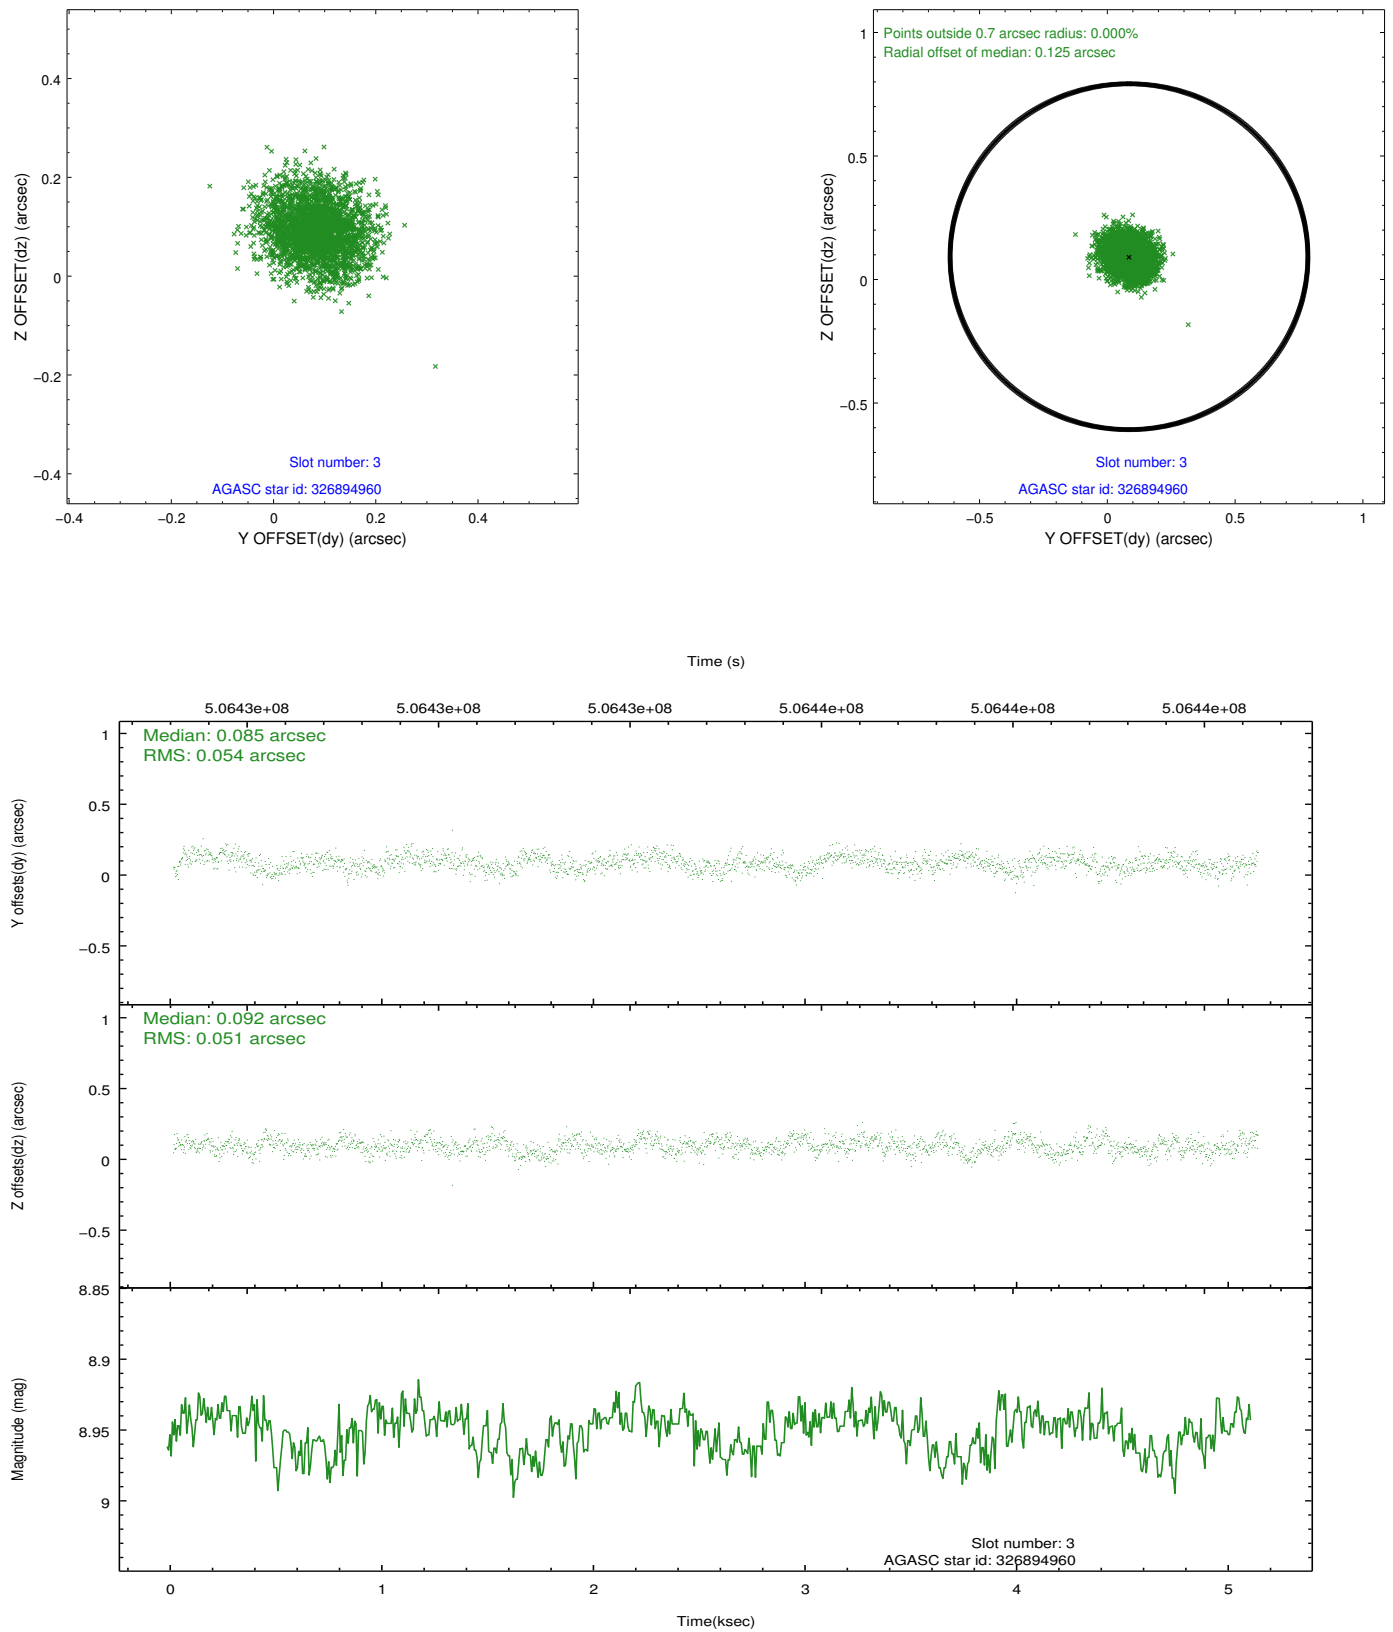 0.4
0.2
0
−0.2
−0.4
Z OFFSET(dz) (arcsec)
Slot number: 3
AGASC star id: 326894960
−0.4 −0.2 0 0.2 0.4
Y OFFSET(dy) (arcsec)
Points outside 0.7 arcsec radius: 0.000%
Radial offset of median: 0.125 arcsec
1
0.5
0
−0.5
Z OFFSET(dz) (arcsec)
Slot number: 3
AGASC star id: 326894960
−0.5 0 0.5 1
Y OFFSET(dy) (arcsec)
Time (s)
5.0643e+08 5.0643e+08 5.0643e+08 5.0644e+08 5.0644e+08 5.0644e+08
Median: 0.085 arcsec
RMS: 0.054 arcsec
1
0.5
0
−0.5
Y offsets(dy) (arcsec)
Median: 0.092 arcsec
RMS: 0.051 arcsec
1
0.5
0
−0.5
Z offsets(dz) (arcsec)
8.85
8.9
8.95
9
Magnitude (mag)
Slot number: 3
AGASC star id: 326894960
0 1 2 3 4 5
Time(ksec)